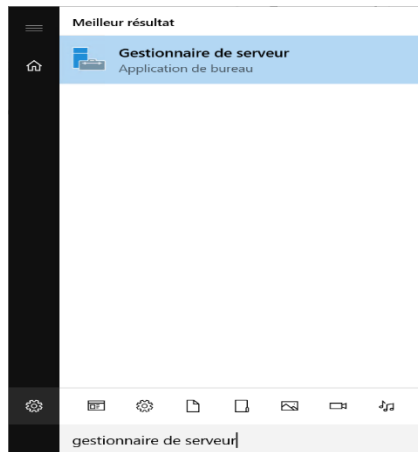 Meilleur résultat
Gestionnaire de serveur
Application de bureau
gestionnaire de serveur